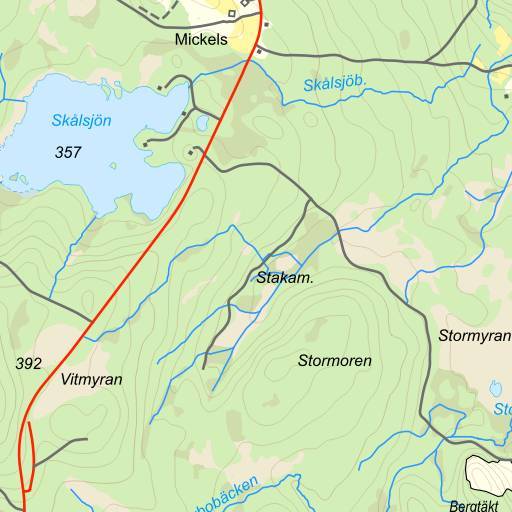 Mickels
Skålsjöb.
Skålsjön
357
Stakam.
Stormyran
392
Stormoren
Vitmyran
Bergtäkt